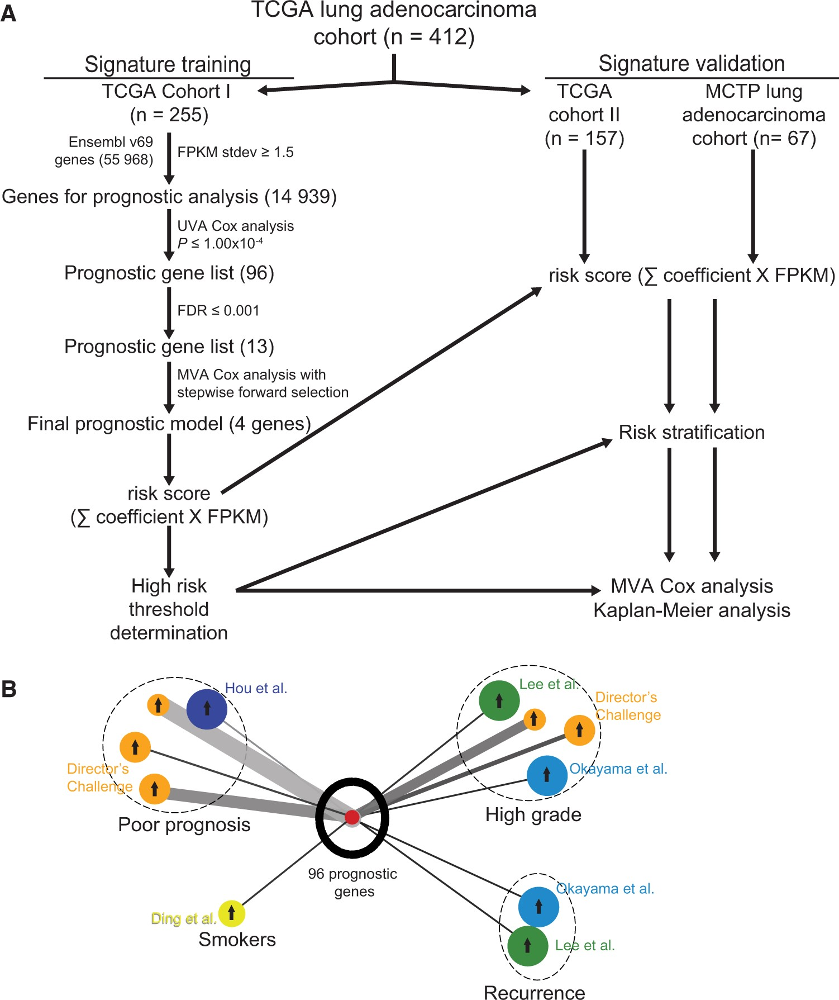 A
TCGA lung adenocarcinoma
cohort (n = 412)
Signature training
TCGA Cohort I
(n = 255)
Ensembl v69
genes (55 968)
FPKM stdev ≥ 1.5
Genes for prognostic analysis (14 939)
UVA Cox analysis
P ≤ 1.00x10⁻⁴
Prognostic gene list (96)
FDR ≤ 0.001
Prognostic gene list (13)
MVA Cox analysis with
stepwise forward selection
Final prognostic model (4 genes)
risk score
(∑ coefficient X FPKM)
High risk
threshold
determination
Signature validation
TCGA
cohort II
(n = 157)
MCTP lung
adenocarcinoma
cohort (n= 67)
risk score (∑ coefficient X FPKM)
Risk stratification
MVA Cox analysis
Kaplan-Meier analysis
B
Hou et al.
Director's
Challenge
Poor prognosis
Lee et al.
Director's
Challenge
Okayama et al.
High grade
96 prognostic
genes
Ding et al.
Smokers
Okayama et al.
Lee et al.
Recurrence